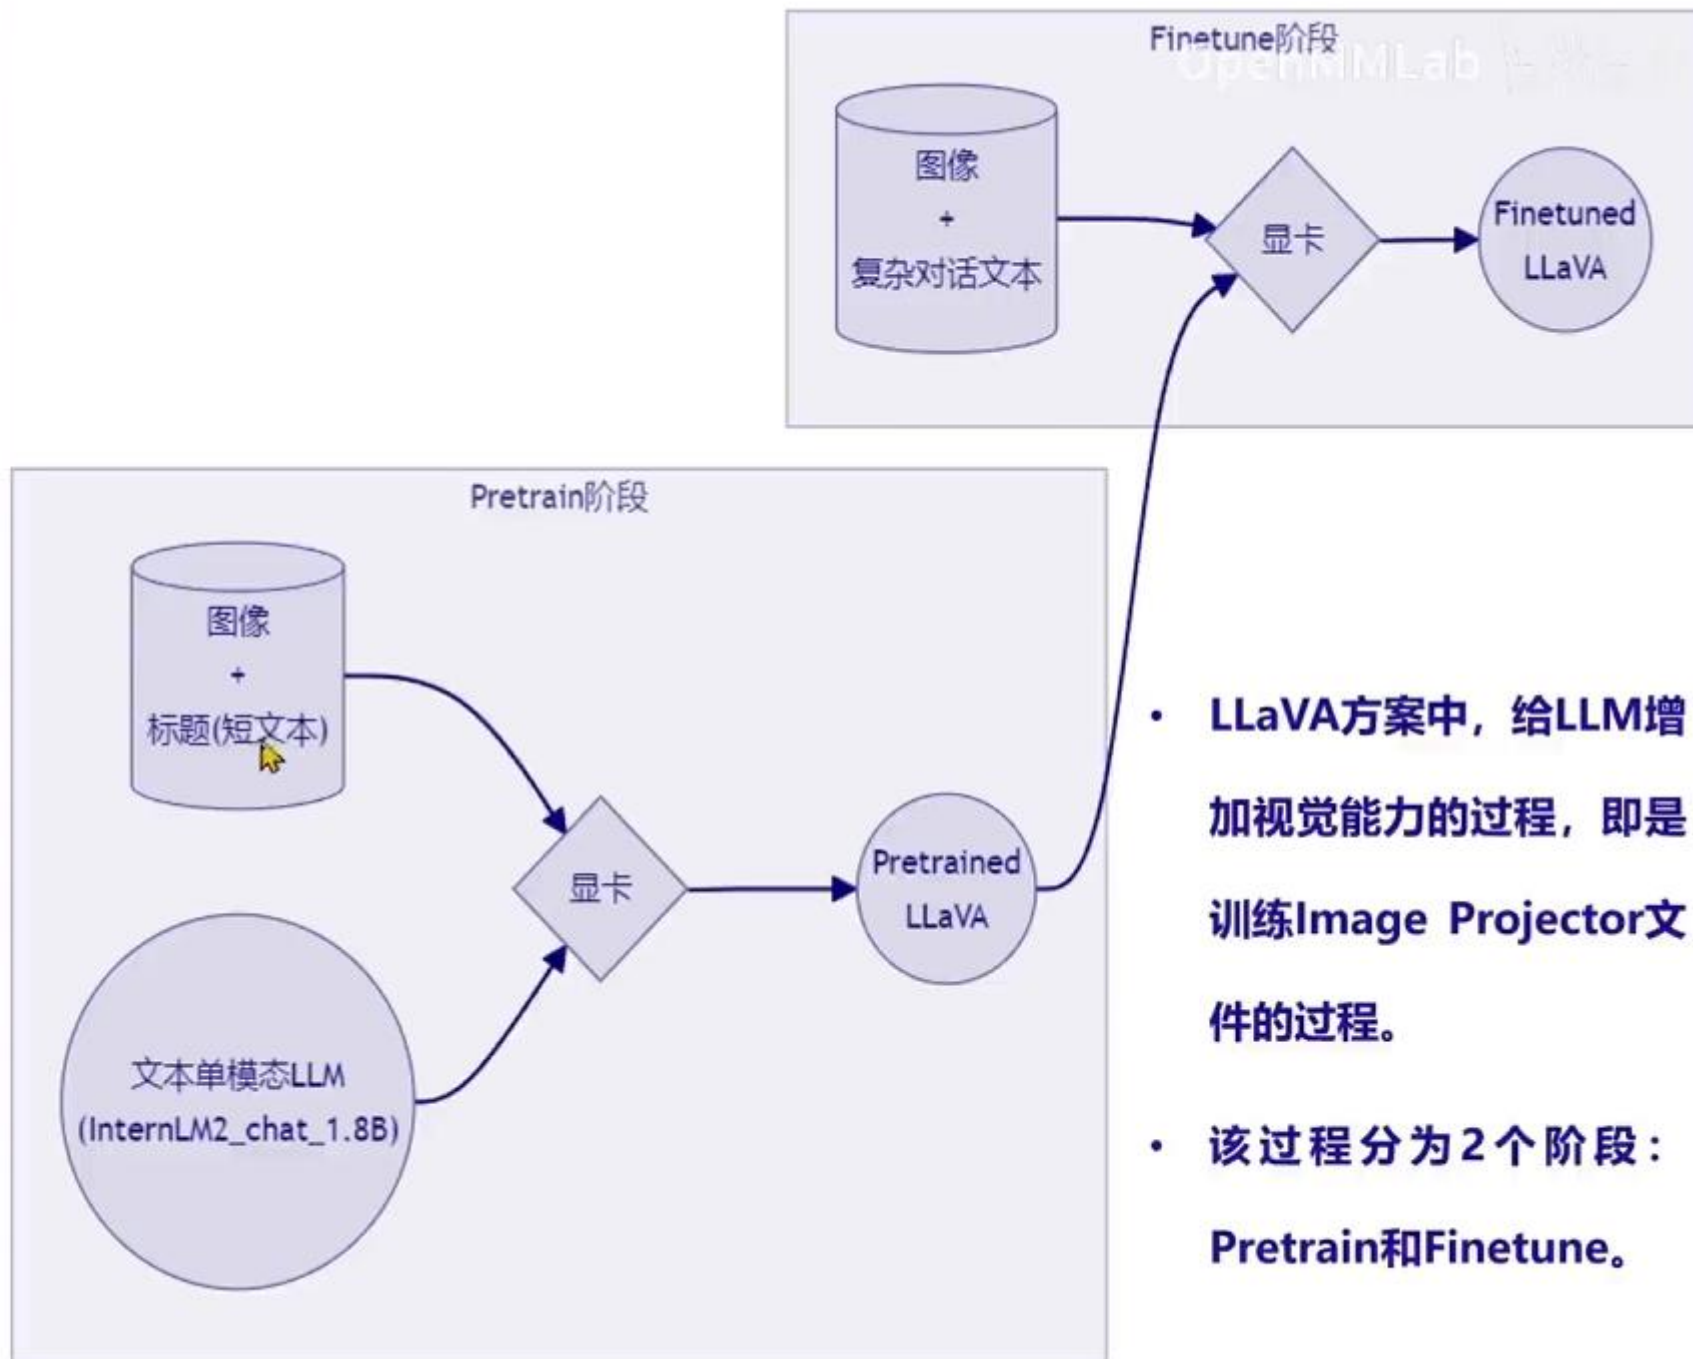 Finetune阶段
OpenMMLab
图像
+
复杂对话文本
显卡
Finetuned
LLaVA
Pretrain阶段
图像
+
标题(短文本)
显卡
Pretrained
LLaVA
文本单模态LLM
(InternLM2_chat_1.8B)
• LLaVA方案中，给LLM增
加视觉能力的过程，即是
训练Image Projector文
件的过程。
• 该过程分为2个阶段：
Pretrain和Finetune。